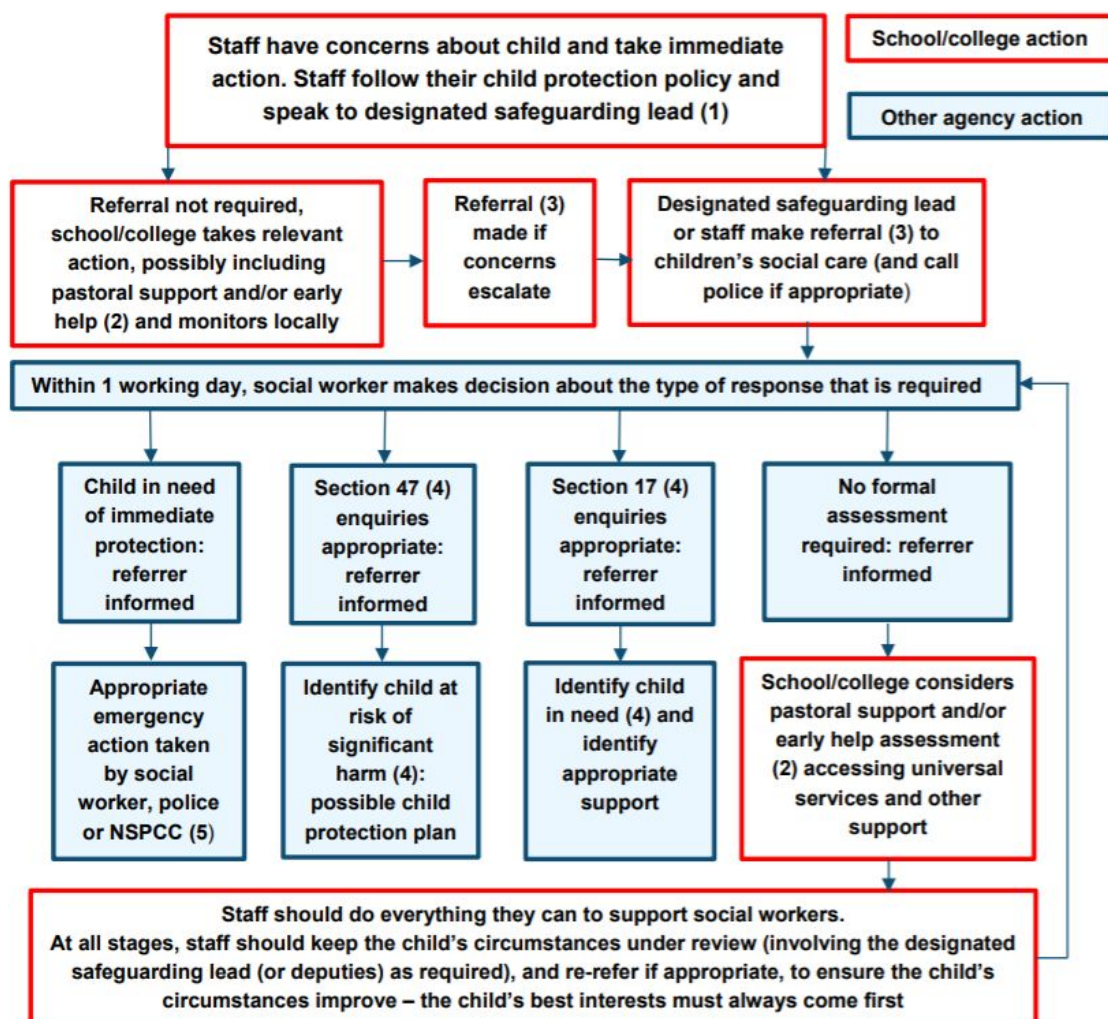 Staff have concerns about child and take immediate
action. Staff follow their child protection policy and
speak to designated safeguarding lead (1)
School/college action
Other agency action
Referral not required,
school/college takes relevant
action, possibly including
pastoral support and/or early
help (2) and monitors locally
Referral (3)
made if
concerns
escalate
Designated safeguarding lead
or staff make referral (3) to
children’s social care (and call
police if appropriate)
Within 1 working day, social worker makes decision about the type of response that is required
Child in need
of immediate
protection:
referrer
informed
Section 47 (4)
enquiries
appropriate:
referrer
informed
Section 17 (4)
enquiries
appropriate:
referrer
informed
No formal
assessment
required: referrer
informed
Appropriate
emergency
action taken
by social
worker, police
or NSPCC (5)
Identify child at
risk of
significant
harm (4):
possible child
protection plan
Identify child
in need (4) and
identify
appropriate
support
School/college considers
pastoral support and/or
early help assessment
(2) accessing universal
services and other
support
Staff should do everything they can to support social workers.
At all stages, staff should keep the child’s circumstances under review (involving the designated
safeguarding lead (or deputies) as required), and re-refer if appropriate, to ensure the child’s
circumstances improve – the child’s best interests must always come first